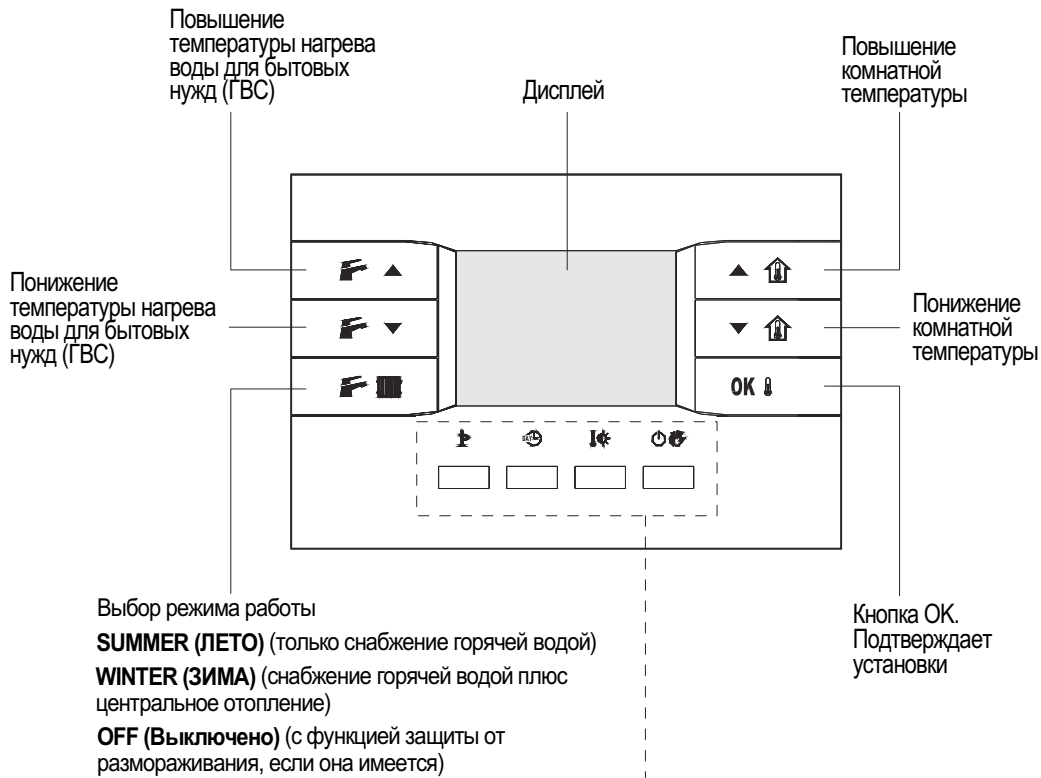 Повышение
температуры нагрева
воды для бытовых
нужд (ГВС)
Дисплей
Повышение
комнатной
температуры
Понижение
температуры нагрева
воды для бытовых
нужд (ГВС)
Понижение
комнатной
температуры
OK
DAY
Выбор режима работы
SUMMER (ЛЕТО) (только снабжение горячей водой)
WINTER (ЗИМА) (снабжение горячей водой плюс
центральное отопление)
OFF (Выключено) (с функцией защиты от
размораживания, если она имеется)
Кнопка OK.
Подтверждает
установки